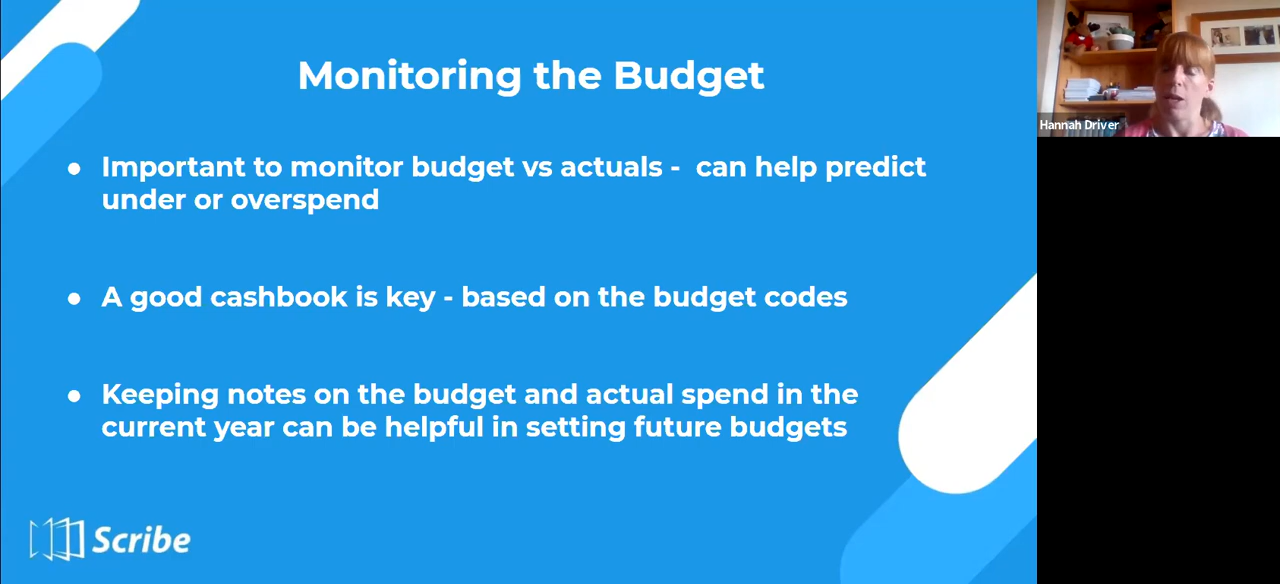 Monitoring the Budget
● Important to monitor budget vs actuals - can help predict
under or overspend
● A good cashbook is key - based on the budget codes
● Keeping notes on the budget and actual spend in the
current year can be helpful in setting future budgets
Scribe
Hannah Driver